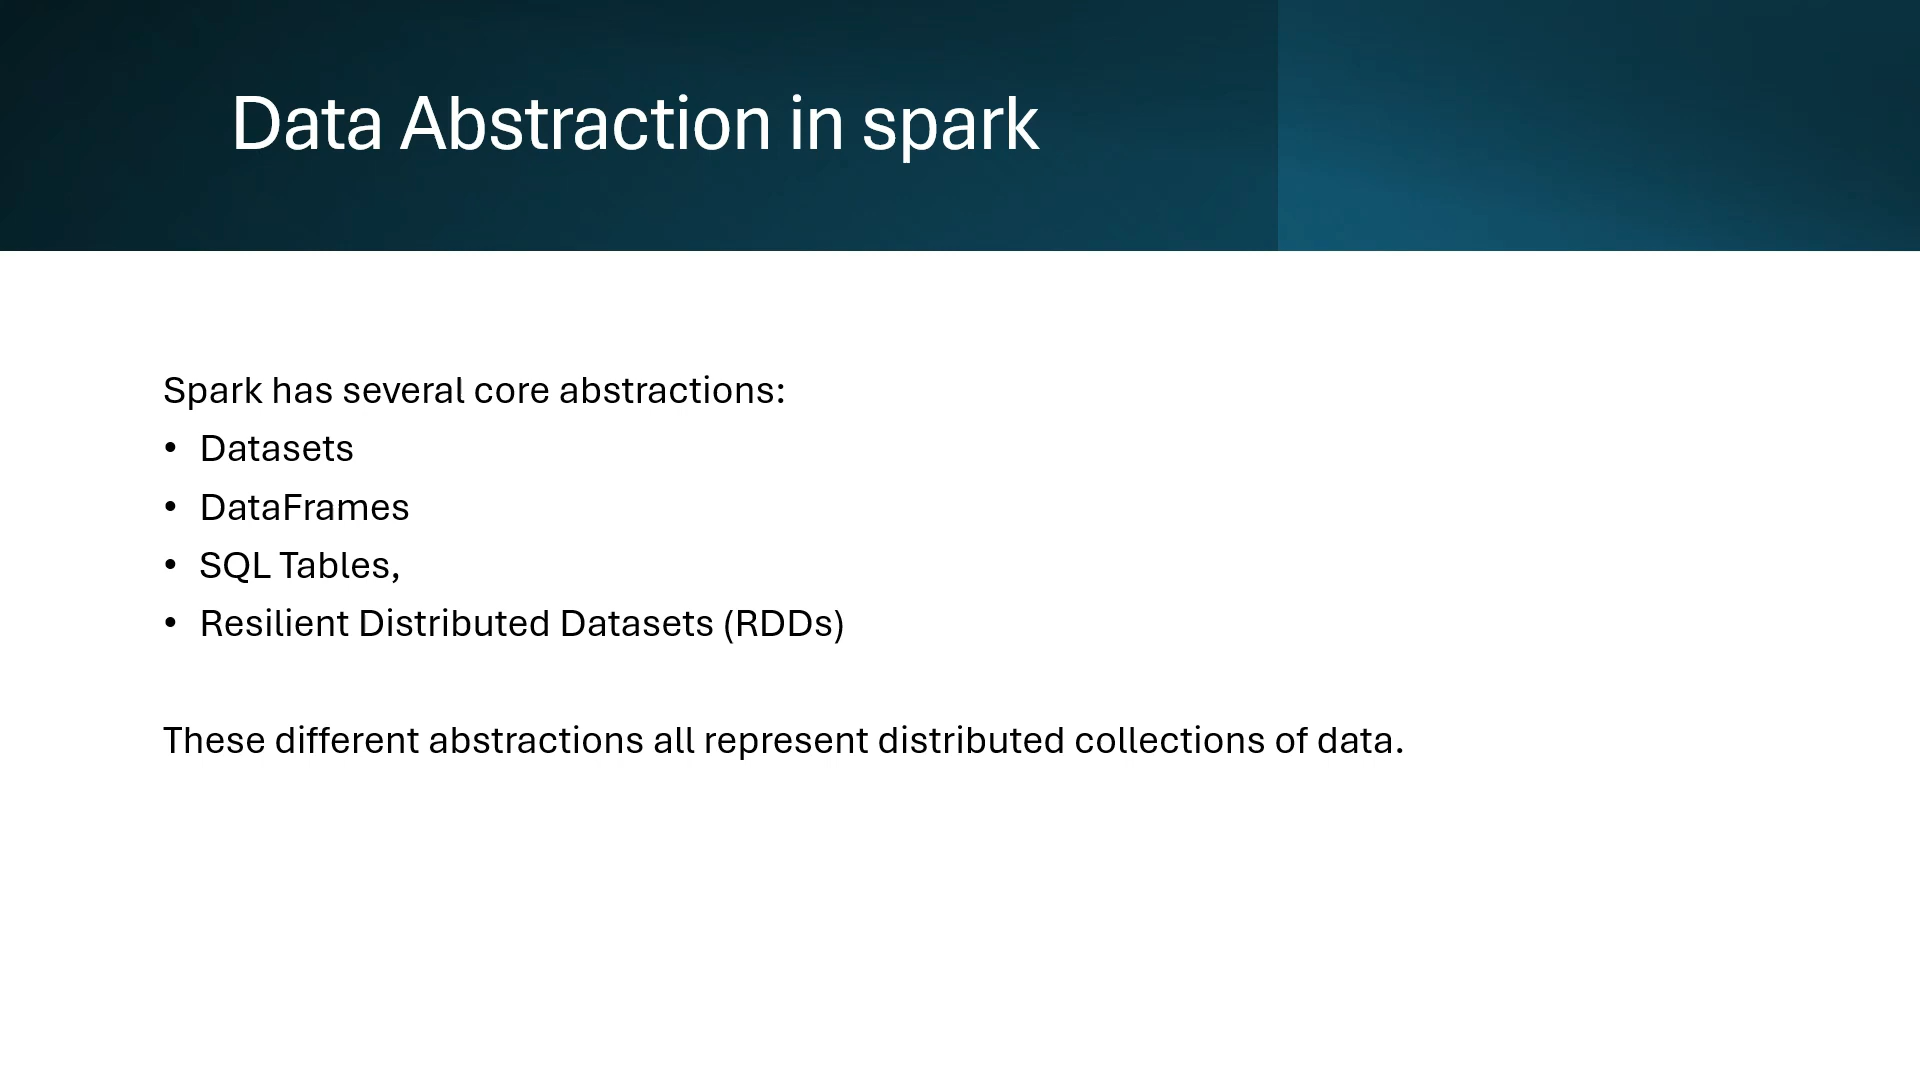 Data Abstraction in spark
Spark has several core abstractions:
• Datasets
• DataFrames
• SQL Tables,
• Resilient Distributed Datasets (RDDs)
These different abstractions all represent distributed collections of data.